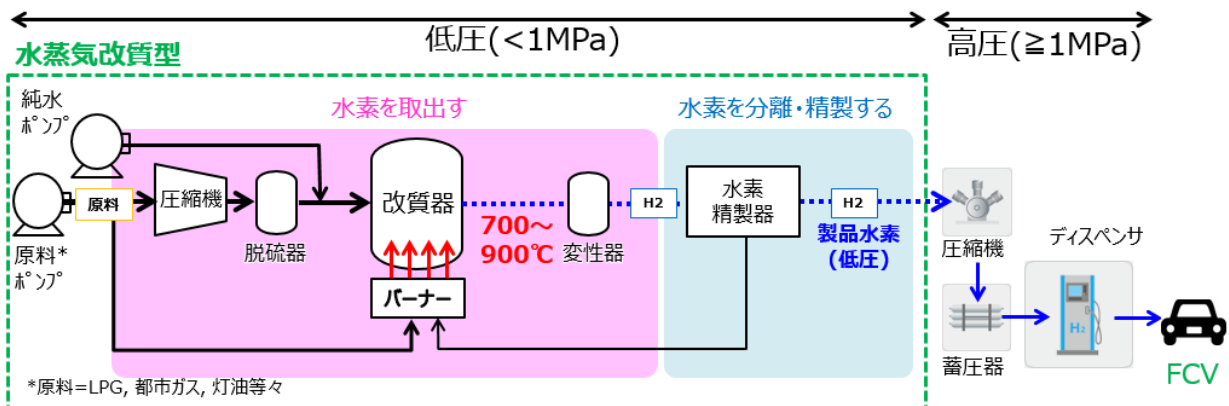 低圧(<1MPa)
高圧(≧1MPa)
水蒸気改質型
純水
ﾎﾟﾝﾌﾟ
水素を取出す
水素を分離・精製する
原料
圧縮機
脱硫器
改質器
700～
900℃
変性器
H2
水素
精製器
H2
製品水素
(低圧)
原料*
ﾎﾟﾝﾌﾟ
バーナー
圧縮機
ディスペンサ
H2
蓄圧器
FCV
*原料=LPG, 都市ガス, 灯油等々